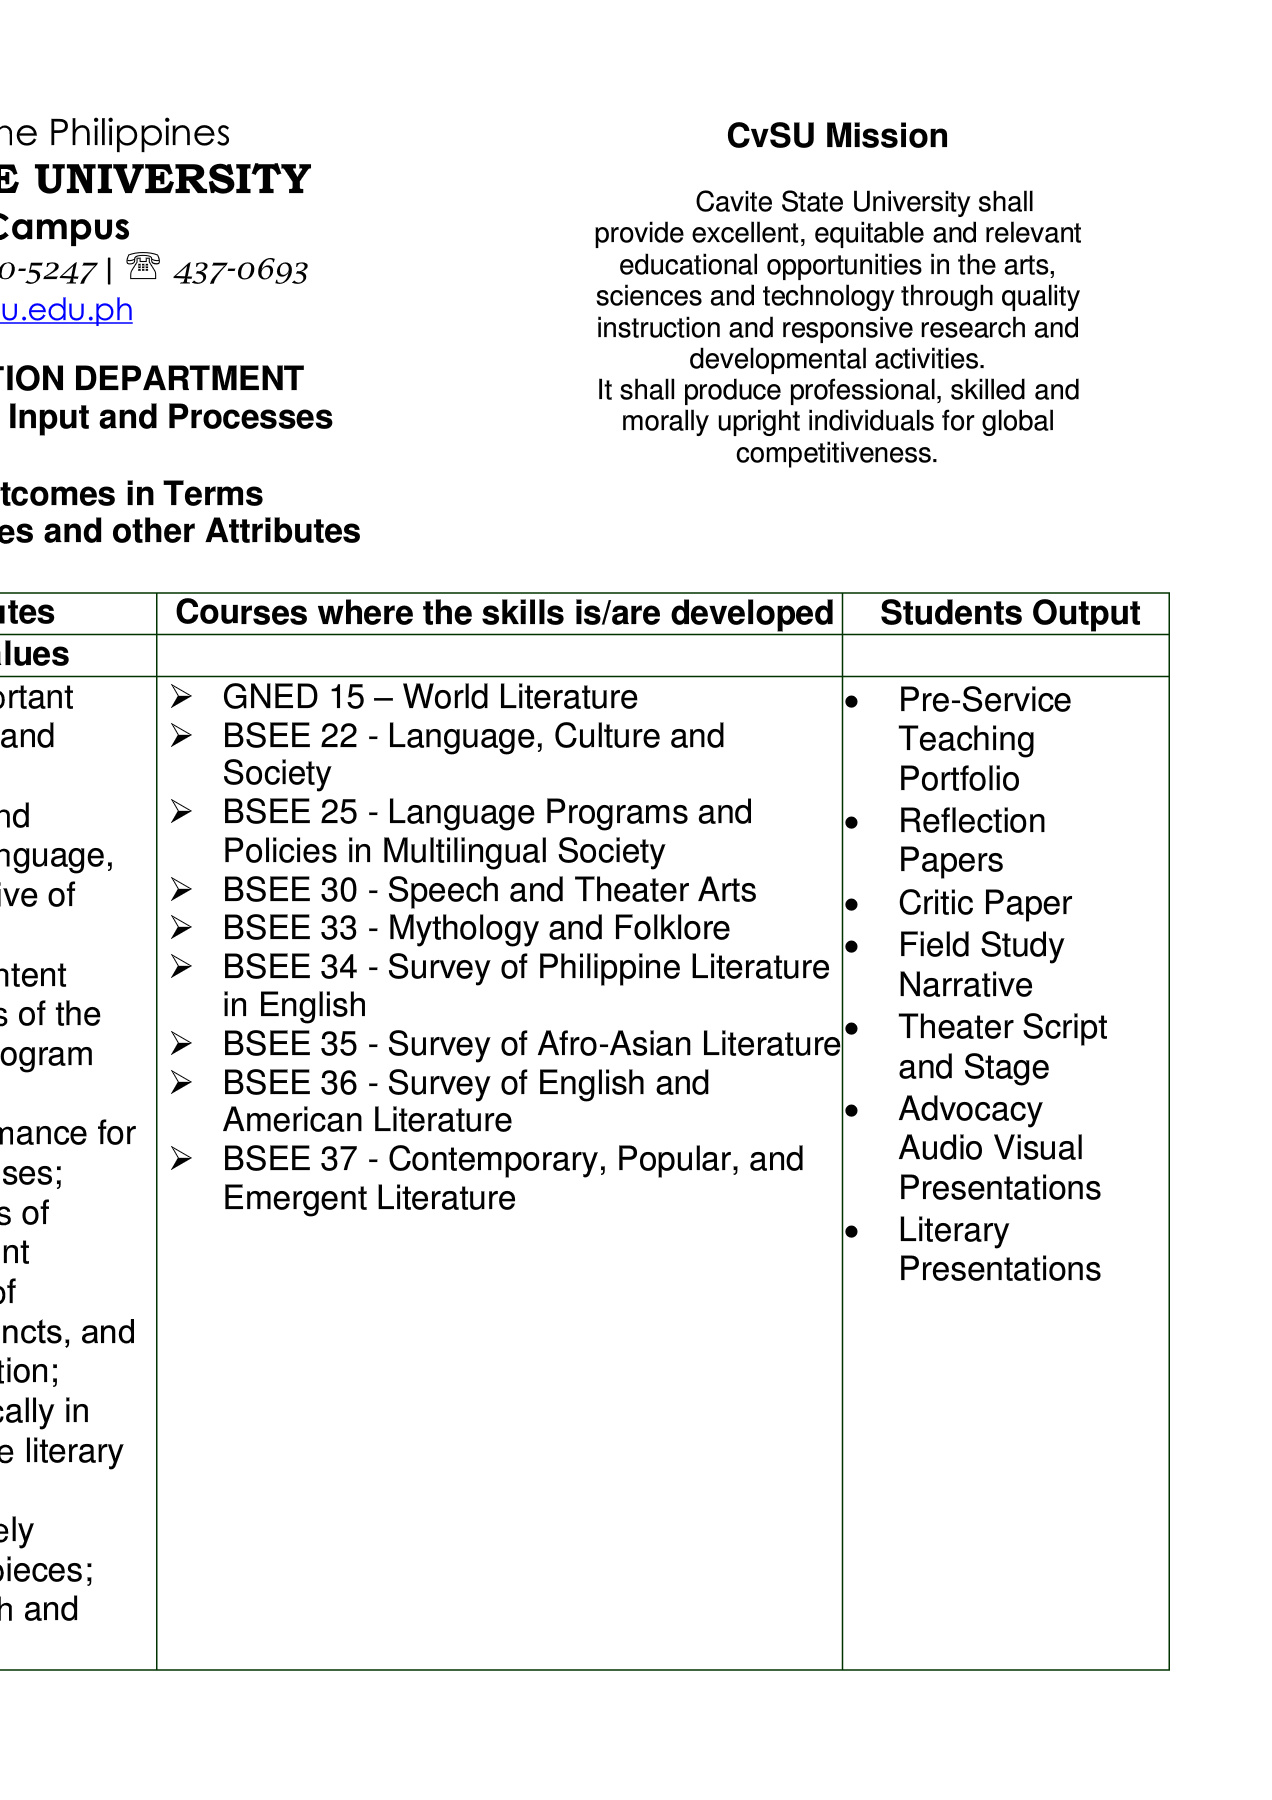 he Philippines
E UNIVERSITY
Campus
0-5247 | ☏ 437-0693
u.edu.ph
TION DEPARTMENT
Input and Processes
tcomes in Terms
es and other Attributes
CvSU Mission
Cavite State University shall
provide excellent, equitable and relevant
educational opportunities in the arts,
sciences and technology through quality
instruction and responsive research and
developmental activities.
It shall produce professional, skilled and
morally upright individuals for global
competitiveness.
utes
alues
ortant
and
nd
nguage,
ive of
ntent
s of the
rogram
mance for
ses;
s of
nt
of
ncts, and
tion;
cally in
e literary
ely
pieces;
h and
Courses where the skills is/are developed
➢ GNED 15 – World Literature
➢ BSEE 22 - Language, Culture and
Society
➢ BSEE 25 - Language Programs and
Policies in Multilingual Society
➢ BSEE 30 - Speech and Theater Arts
➢ BSEE 33 - Mythology and Folklore
➢ BSEE 34 - Survey of Philippine Literature
in English
➢ BSEE 35 - Survey of Afro-Asian Literature
➢ BSEE 36 - Survey of English and
American Literature
➢ BSEE 37 - Contemporary, Popular, and
Emergent Literature
Students Output
• Pre-Service
Teaching
Portfolio
• Reflection
Papers
• Critic Paper
• Field Study
Narrative
• Theater Script
and Stage
• Advocacy
Audio Visual
Presentations
• Literary
Presentations